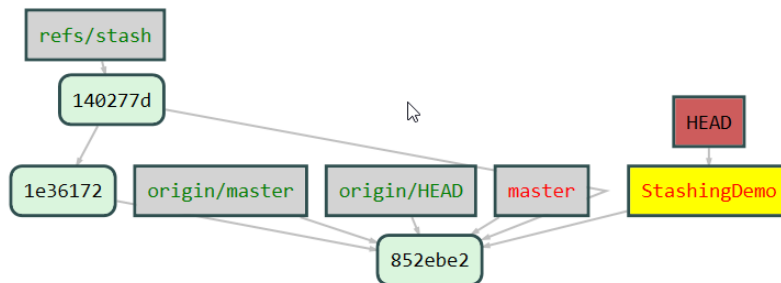 refs/stash
140277d
HEAD
1e36172
origin/master
origin/HEAD
master
StashingDemo
852ebe2